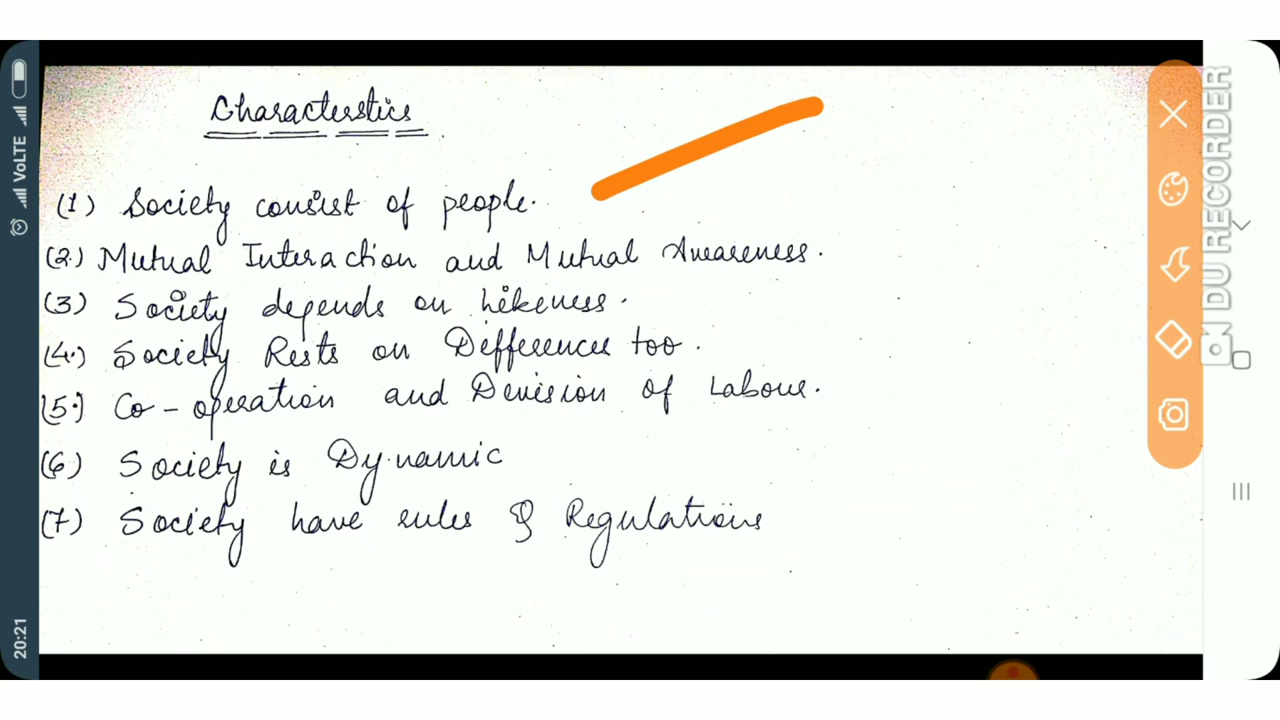 Characterstics
(1) Society consist of people.
(2.) Mutual Interaction and Mutual Awareness.
(3) Society depends on likeness.
(4.) Society Rests on Differences too.
(5.) Co-operation and Devision of Labour.
(6) Society is Dynamic
(7) Society have rules & Regulations
VoLTE
20:21
DU RECORDER